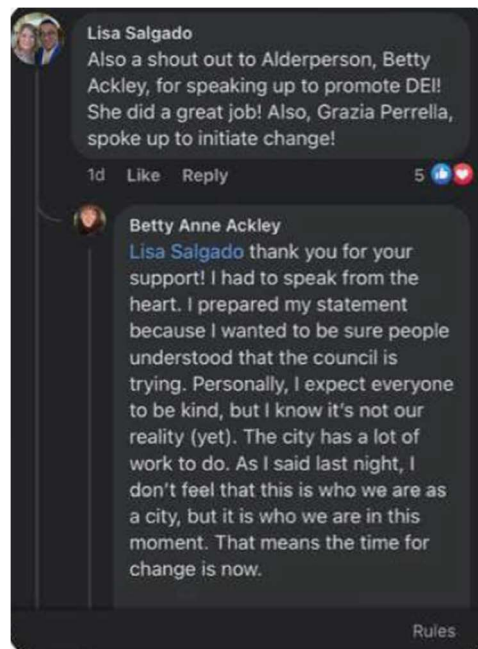 Lisa Salgado
Also a shout out to Alderperson, Betty
Ackley, for speaking up to promote DEI!
She did a great job! Also, Grazia Perrella,
spoke up to initiate change!
1d Like Reply 5
Betty Anne Ackley
Lisa Salgado thank you for your
support! I had to speak from the
heart. I prepared my statement
because I wanted to be sure people
understood that the council is
trying. Personally, I expect everyone
to be kind, but I know it's not our
reality (yet). The city has a lot of
work to do. As I said last night, I
don't feel that this is who we are as
a city, but it is who we are in this
moment. That means the time for
change is now.
Rules